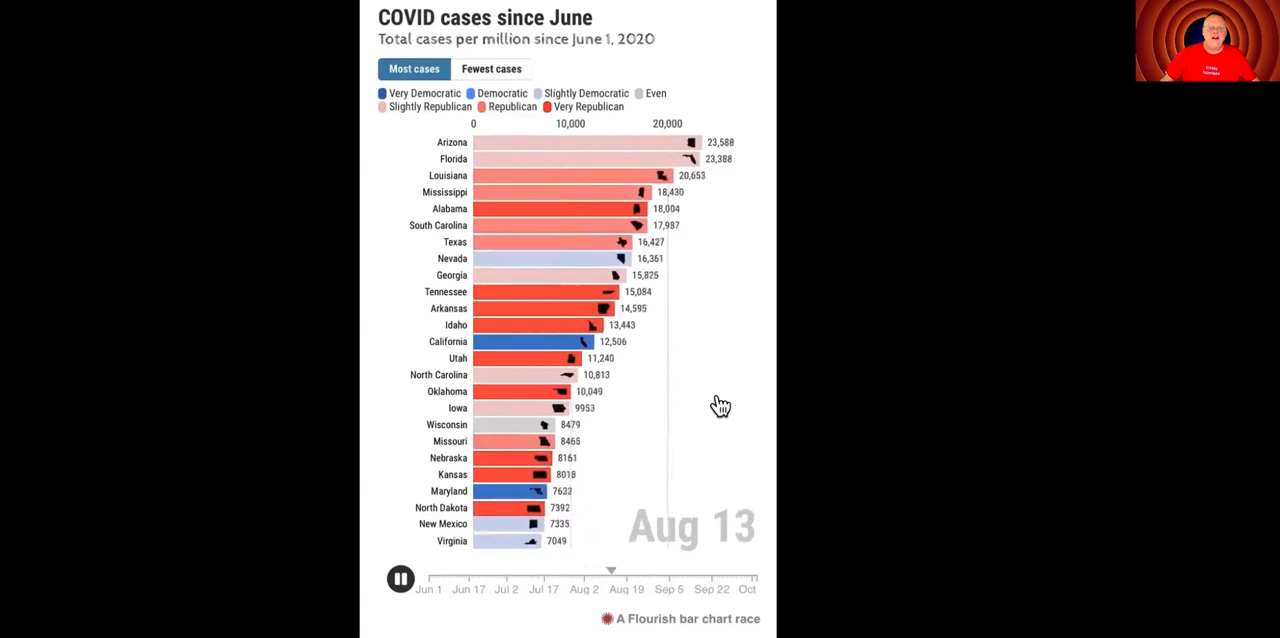 COVID cases since June
Total cases per million since June 1, 2020
Most cases Fewest cases
Very Democratic Democratic Slightly Democratic Even
Slightly Republican Republican Very Republican
0 10,000 20,000
Arizona 23,588
Florida 23,388
Louisiana 20,653
Mississippi 18,430
Alabama 18,004
South Carolina 17,987
Texas 16,427
Nevada 16,361
Georgia 15,825
Tennessee 15,084
Arkansas 14,595
Idaho 13,443
California 12,506
Utah 11,240
North Carolina 10,813
Oklahoma 10,049
Iowa 9953
Wisconsin 8479
Missouri 8465
Nebraska 8161
Kansas 8018
Maryland 7632
North Dakota 7392
New Mexico 7335
Virginia 7049
Aug 13
Jun 1 Jun 17 Jul 2 Jul 17 Aug 2 Aug 19 Sep 5 Sep 22 Oct
A Flourish bar chart race